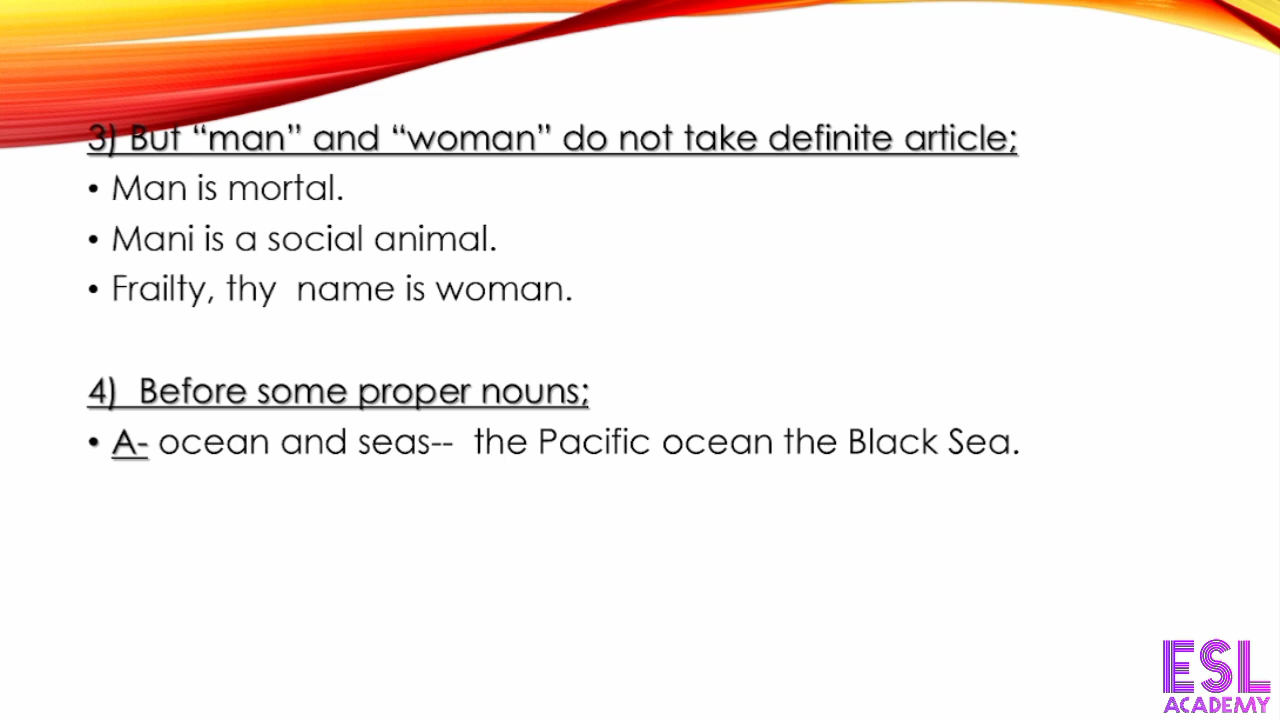 3) But “man” and “woman” do not take definite article;
• Man is mortal.
• Mani is a social animal.
• Frailty, thy  name is woman.
4)  Before some proper nouns;
• A- ocean and seas--  the Pacific ocean the Black Sea.
ESL
ACADEMY